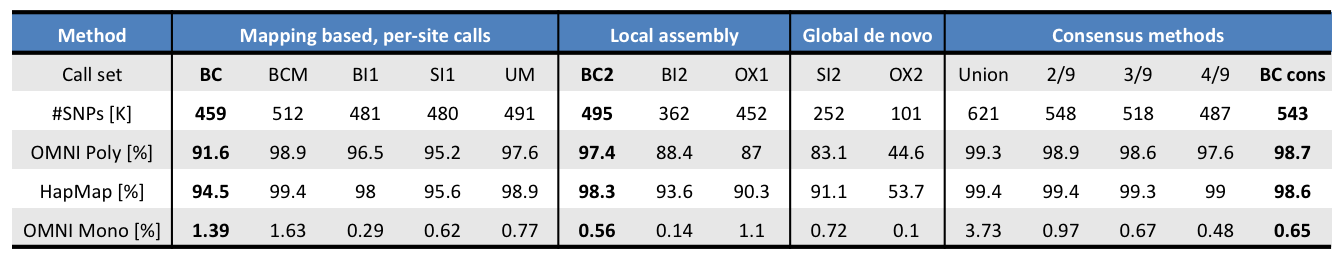 Method Mapping based, per-site calls Local assembly Global de novo Consensus methods
Call set BC BCM BI1 SI1 UM BC2 BI2 OX1 SI2 OX2 Union 2/9 3/9 4/9 BC cons
#SNPs [K] 459 512 481 480 491 495 362 452 252 101 621 548 518 487 543
OMNI Poly [%] 91.6 98.9 96.5 95.2 97.6 97.4 88.4 87 83.1 44.6 99.3 98.9 98.6 97.6 98.7
HapMap [%] 94.5 99.4 98 95.6 98.9 98.3 93.6 90.3 91.1 53.7 99.4 99.4 99.3 99 98.6
OMNI Mono [%] 1.39 1.63 0.29 0.62 0.77 0.56 0.14 1.1 0.72 0.1 3.73 0.97 0.67 0.48 0.65